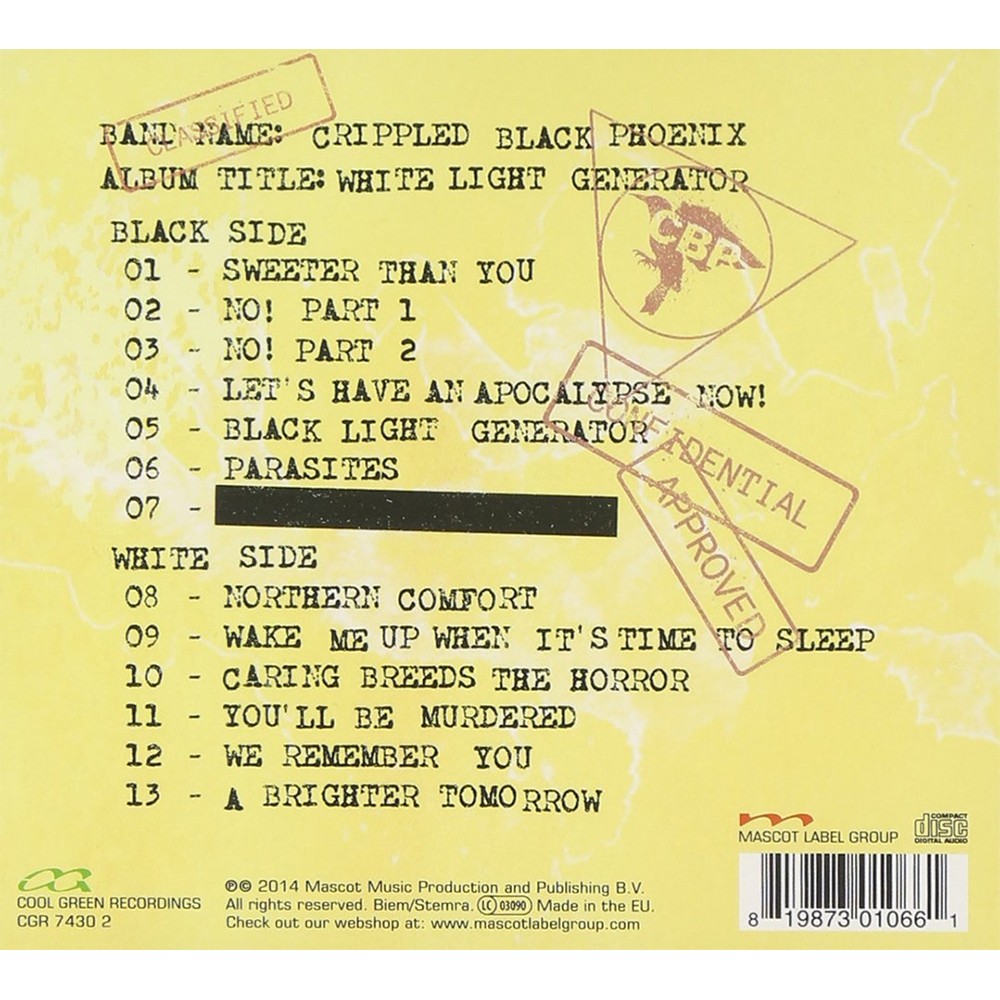 CLASSIFIED
BAND NAME: CRIPPLED BLACK PHOENIX
ALBUM TITLE: WHITE LIGHT GENERATOR
CBP
BLACK SIDE
01 - SWEETER THAN YOU
02 - NO! PART 1
03 - NO! PART 2
04 - LET'S HAVE AN APOCALYPSE NOW!
05 - BLACK LIGHT GENERATOR
06 - PARASITES
07 -
CONFIDENTIAL
APPROVED
WHITE SIDE
08 - NORTHERN COMFORT
09 - WAKE ME UP WHEN IT'S TIME TO SLEEP
10 - CARING BREEDS THE HORROR
11 - YOU'LL BE MURDERED
12 - WE REMEMBER YOU
13 - A BRIGHTER TOMORROW
MASCOT LABEL GROUP
COMPACT
disc
DIGITAL AUDIO
COOL GREEN RECORDINGS
CGR 7430 2
℗© 2014 Mascot Music Production and Publishing B.V.
All rights reserved. Biem/Stemra. LC 03090 Made in the EU.
Check out our webshop at: www.mascotlabelgroup.com
8 19873 01066 1